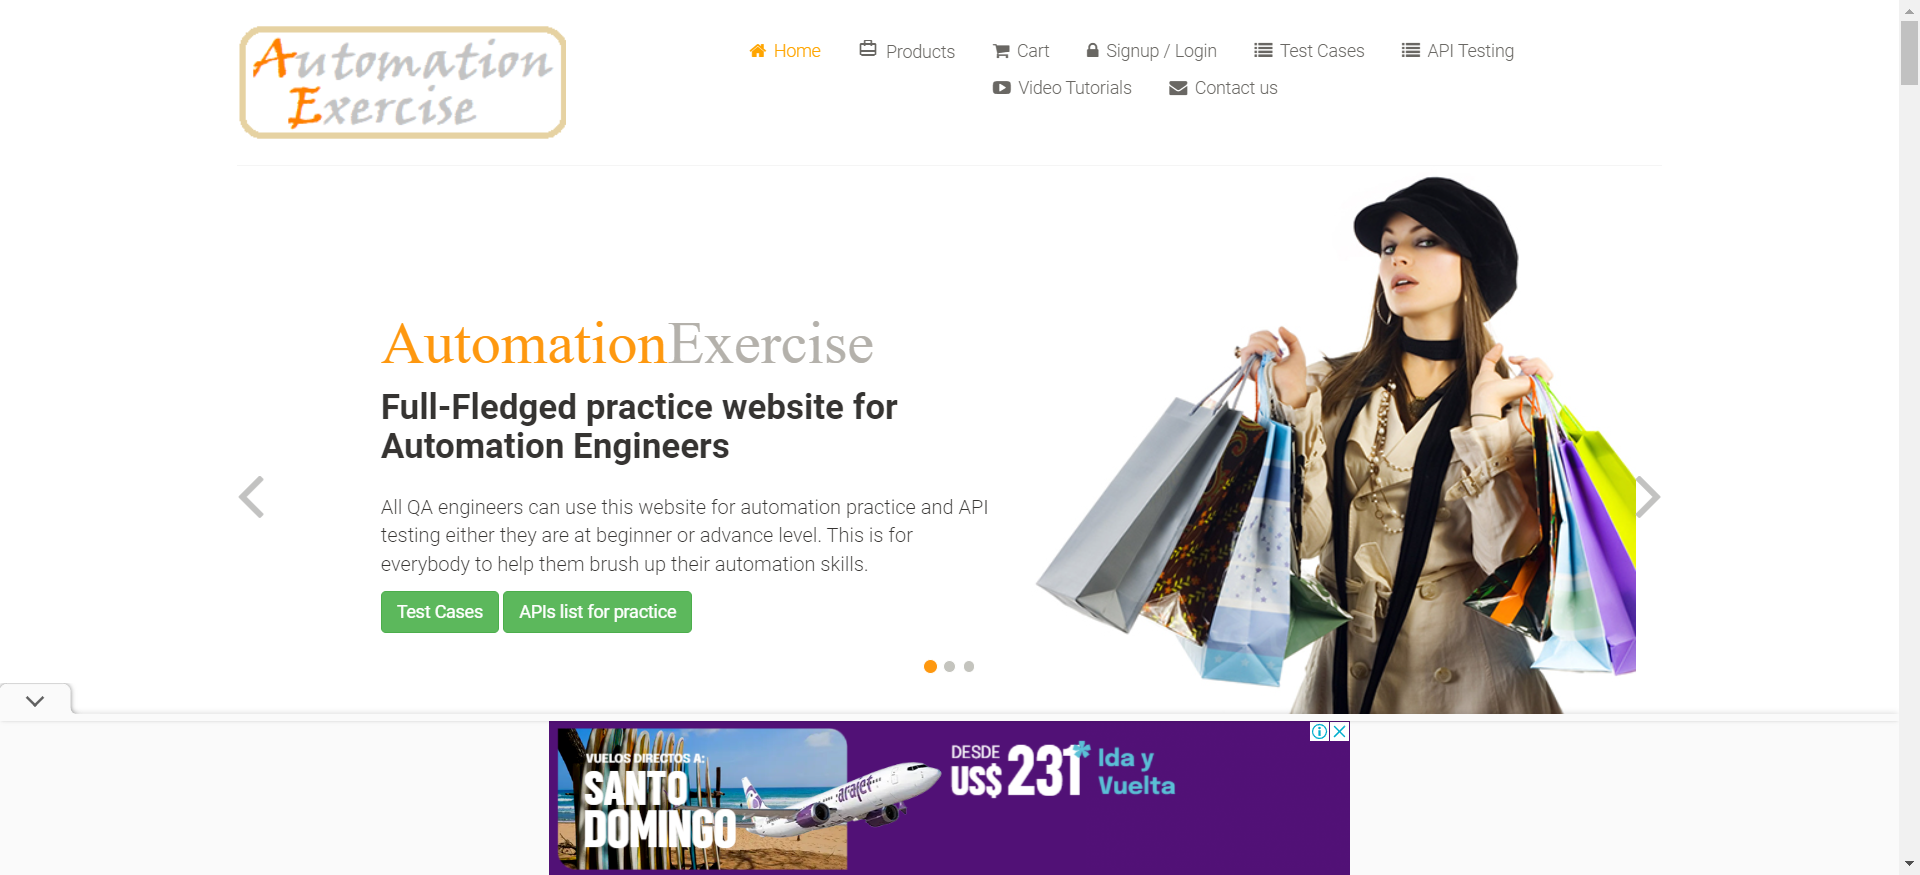 Automation
Exercise
Home
Products
Cart
Signup / Login
Test Cases
API Testing
Video Tutorials
Contact us
AutomationExercise
Full-Fledged practice website for
Automation Engineers
All QA engineers can use this website for automation practice and API
testing either they are at beginner or advance level. This is for
everybody to help them brush up their automation skills.
Test Cases
APIs list for practice
VUELOS DIRECTOS A:
SANTO
DOMINGO
arajet
DESDE
US$ 231*
Ida y
Vuelta